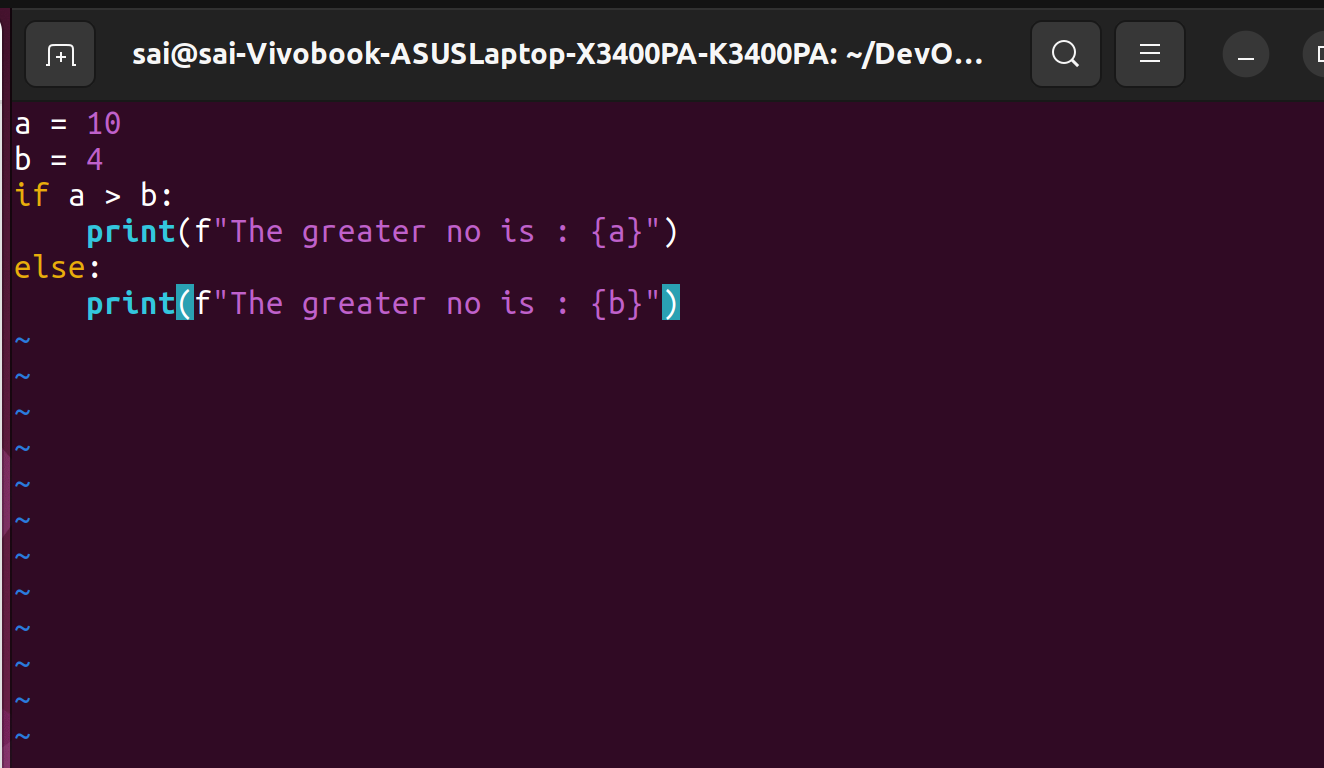 sai@sai-Vivobook-ASUSLaptop-X3400PA-K3400PA: ~/DevO...
a = 10
b = 4
if a > b:
    print(f"The greater no is : {a}")
else:
    print(f"The greater no is : {b}")
~
~
~
~
~
~
~
~
~
~
~
~